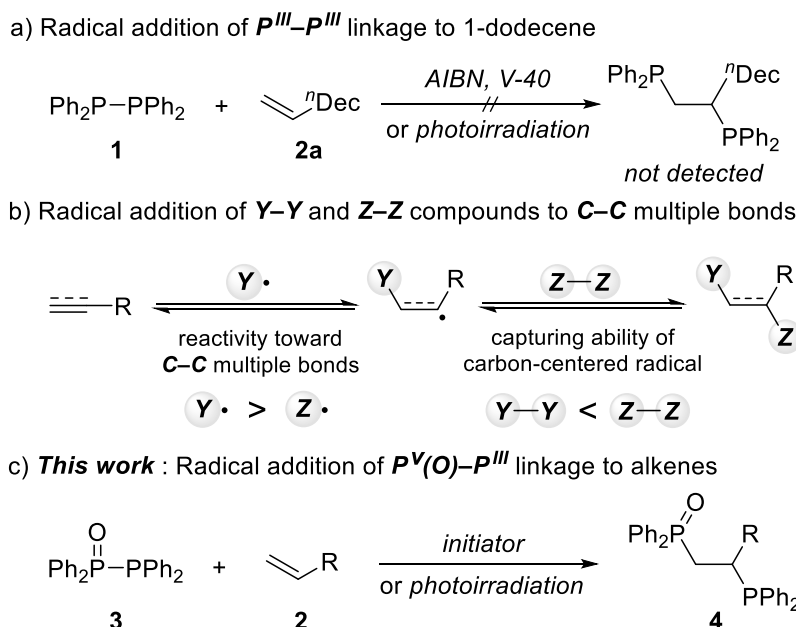 a) Radical addition of Pᴵᴵᴵ–Pᴵᴵᴵ linkage to 1-dodecene
Ph₂P–PPh₂ + ⁿDec AIBN, V-40 Ph₂P ⁿDec
or photoirradiation PPh₂
1 2a not detected
b) Radical addition of Y–Y and Z–Z compounds to C–C multiple bonds
R Y• Y R • Z–Z Y R Z
reactivity toward capturing ability of
C–C multiple bonds carbon-centered radical
Y• > Z• Y–Y < Z–Z
c) This work : Radical addition of Pⱽ(O)–Pᴵᴵᴵ linkage to alkenes
O O
Ph₂P–PPh₂ + R initiator Ph₂P R
or photoirradiation PPh₂
3 2 4